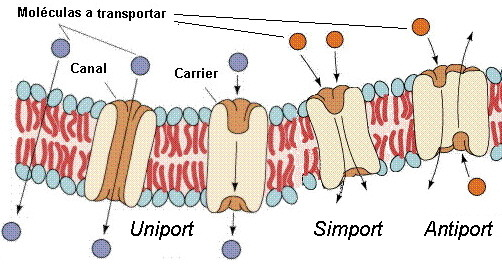 Moléculas a transportar
Canal
Carrier
Uniport
Simport
Antiport